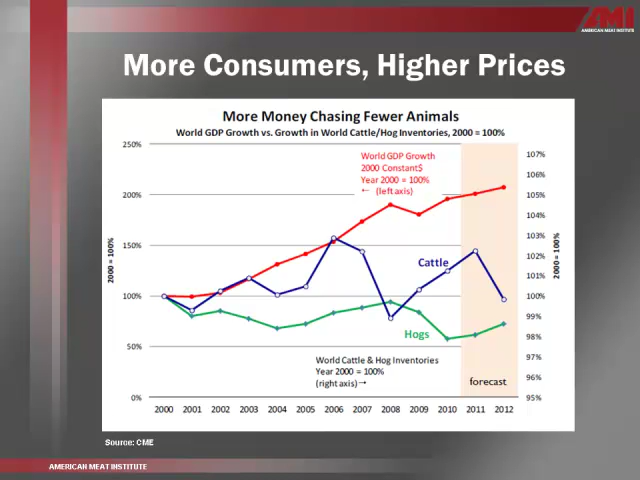 AMI
AMERICAN MEAT INSTITUTE
More Consumers, Higher Prices
More Money Chasing Fewer Animals
World GDP Growth vs. Growth in World Cattle/Hog Inventories, 2000 = 100%
250%
200%
150%
100%
50%
0%
2000 = 100%
World GDP Growth
2000 Constant$
Year 2000 = 100%
← (left axis)
Cattle
Hogs
World Cattle & Hog Inventories
Year 2000 = 100%
(right axis)→
forecast
107%
106%
105%
104%
103%
102%
101%
100%
99%
98%
97%
96%
95%
2000 = 100%
2000 2001 2002 2003 2004 2005 2006 2007 2008 2009 2010 2011 2012
Source: CME
AMERICAN MEAT INSTITUTE